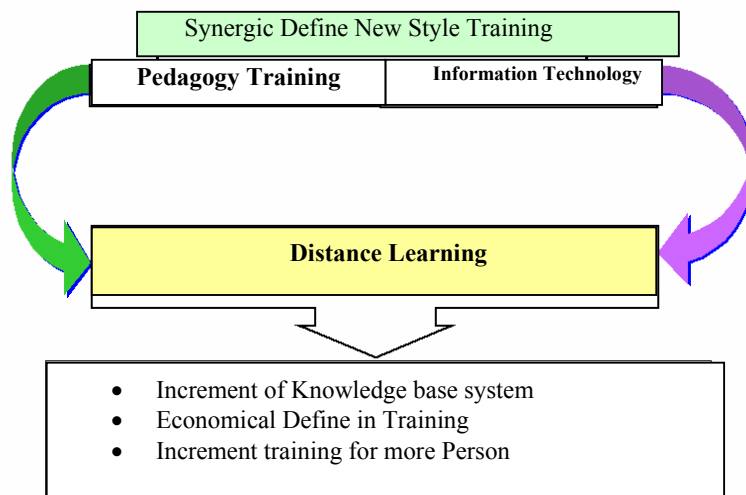 Synergic Define New Style Training
Pedagogy Training
Information Technology
Distance Learning
• Increment of Knowledge base system
• Economical Define in Training
• Increment training for more Person